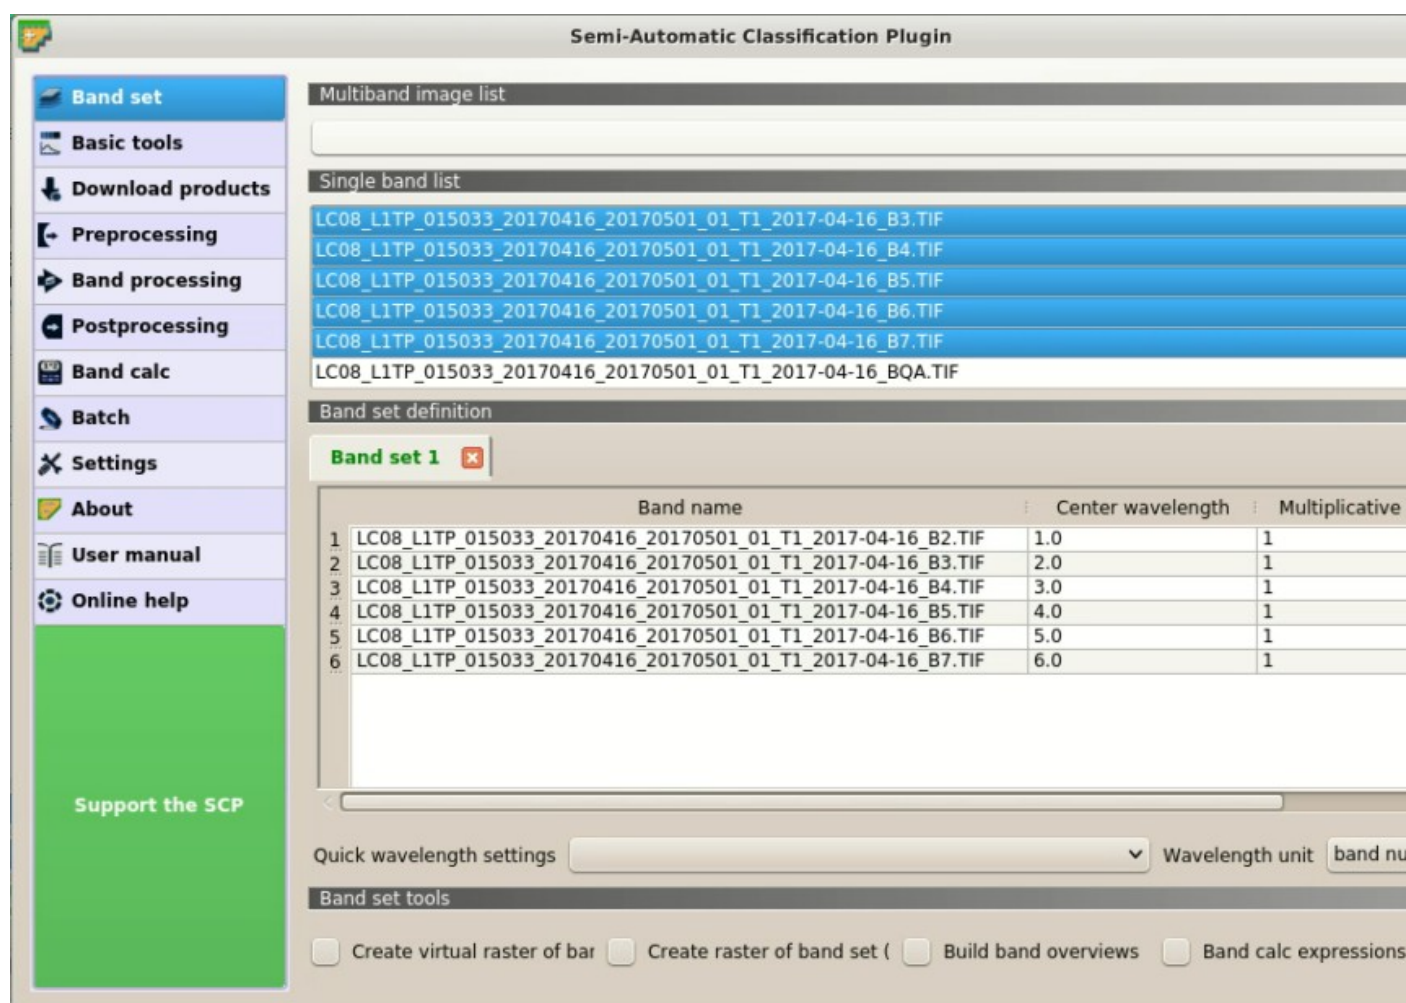 Semi-Automatic Classification Plugin
Band set
Basic tools
Download products
Preprocessing
Band processing
Postprocessing
Band calc
Batch
Settings
About
User manual
Online help
Support the SCP
Multiband image list
Single band list
LC08_L1TP_015033_20170416_20170501_01_T1_2017-04-16_B3.TIF
LC08_L1TP_015033_20170416_20170501_01_T1_2017-04-16_B4.TIF
LC08_L1TP_015033_20170416_20170501_01_T1_2017-04-16_B5.TIF
LC08_L1TP_015033_20170416_20170501_01_T1_2017-04-16_B6.TIF
LC08_L1TP_015033_20170416_20170501_01_T1_2017-04-16_B7.TIF
LC08_L1TP_015033_20170416_20170501_01_T1_2017-04-16_BQA.TIF
Band set definition
Band set 1
Band name Center wavelength Multiplicative
1 LC08_L1TP_015033_20170416_20170501_01_T1_2017-04-16_B2.TIF 1.0 1
2 LC08_L1TP_015033_20170416_20170501_01_T1_2017-04-16_B3.TIF 2.0 1
3 LC08_L1TP_015033_20170416_20170501_01_T1_2017-04-16_B4.TIF 3.0 1
4 LC08_L1TP_015033_20170416_20170501_01_T1_2017-04-16_B5.TIF 4.0 1
5 LC08_L1TP_015033_20170416_20170501_01_T1_2017-04-16_B6.TIF 5.0 1
6 LC08_L1TP_015033_20170416_20170501_01_T1_2017-04-16_B7.TIF 6.0 1
Quick wavelength settings Wavelength unit band nu
Band set tools
Create virtual raster of bar Create raster of band set ( Build band overviews Band calc expressions